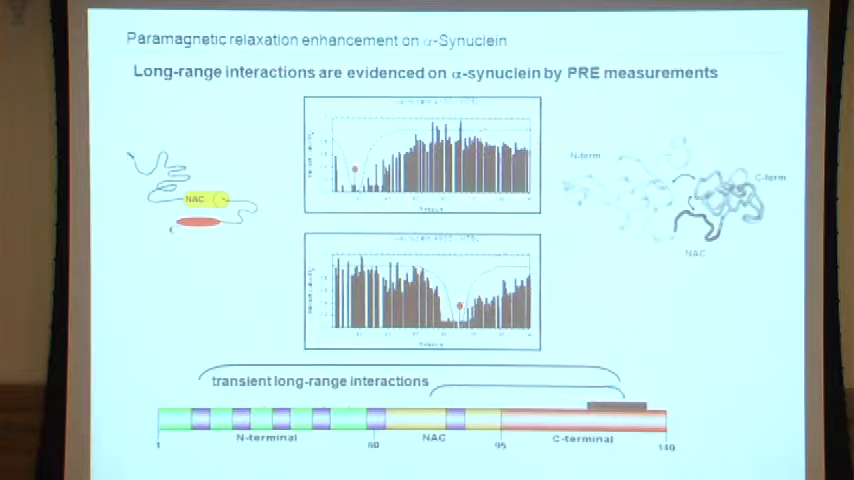 Paramagnetic relaxation enhancement on α-Synuclein
Long-range interactions are evidenced on α-synuclein by PRE measurements
N-term
C-term
NAC
C
NAC
transient long-range interactions
N-terminal
NAC
C-terminal
1
60
95
140